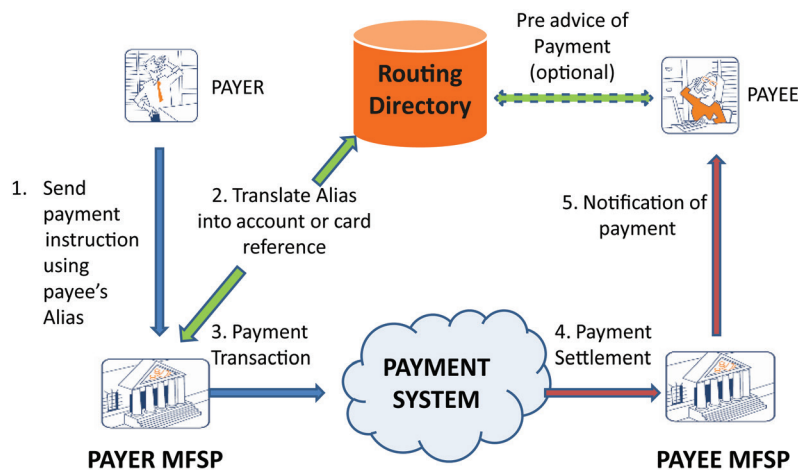 PAYER
Routing
Directory
Pre advice of
Payment
(optional)
PAYEE
1. Send
payment
instruction
using
payee's
Alias
2. Translate Alias
into account or card
reference
5. Notification of
payment
3. Payment
Transaction
PAYMENT
SYSTEM
4. Payment
Settlement
PAYER MFSP
PAYEE MFSP